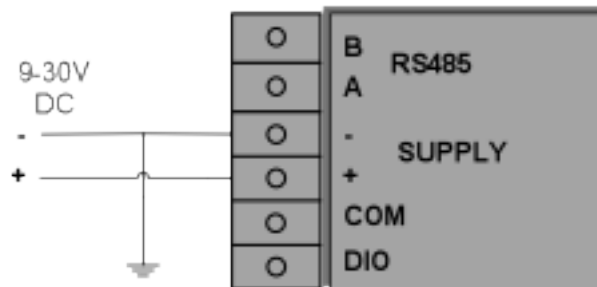 9-30V
DC
-
+
B
A
RS485
-
+
SUPPLY
COM
DIO